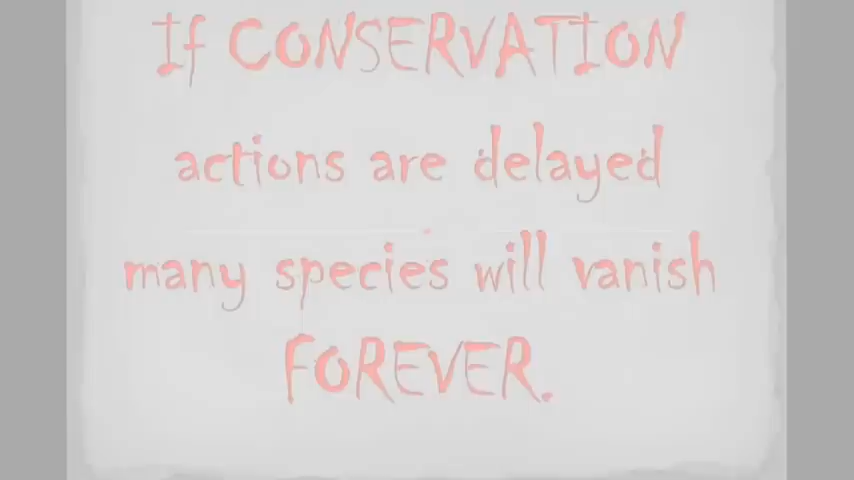 If CONSERVATION
actions are delayed
many species will vanish
FOREVER.